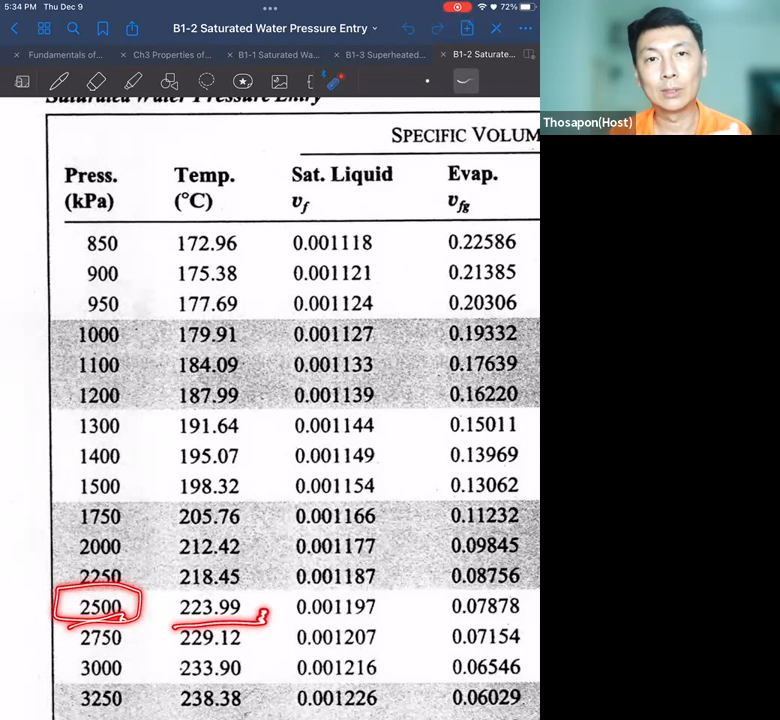 5:34 PM Thu Dec 9
72%
B1-2 Saturated Water Pressure Entry
Fundamentals of...
Ch3 Properties of...
B1-1 Saturated Wa...
B1-3 Superheated...
B1-2 Saturate...
Saturated Water Pressure Entry
SPECIFIC VOLUM
Press. Temp. Sat. Liquid Evap.
(kPa) (°C) vf vfg
850 172.96 0.001118 0.22586
900 175.38 0.001121 0.21385
950 177.69 0.001124 0.20306
1000 179.91 0.001127 0.19332
1100 184.09 0.001133 0.17639
1200 187.99 0.001139 0.16220
1300 191.64 0.001144 0.15011
1400 195.07 0.001149 0.13969
1500 198.32 0.001154 0.13062
1750 205.76 0.001166 0.11232
2000 212.42 0.001177 0.09845
2250 218.45 0.001187 0.08756
2500 223.99 0.001197 0.07878
2750 229.12 0.001207 0.07154
3000 233.90 0.001216 0.06546
3250 238.38 0.001226 0.06029
Thosapon(Host)